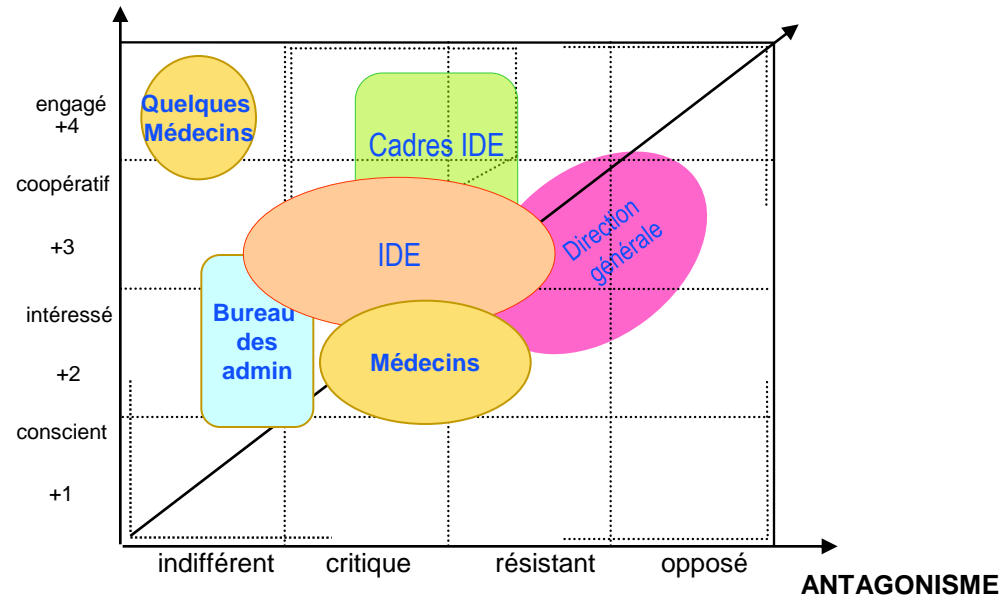 engagé
+4
coopératif
+3
intéressé
+2
conscient
+1
Quelques
Médecins
Cadres IDE
IDE
Direction
générale
Bureau
des
admin
Médecins
indifférent
critique
résistant
opposé
ANTAGONISME